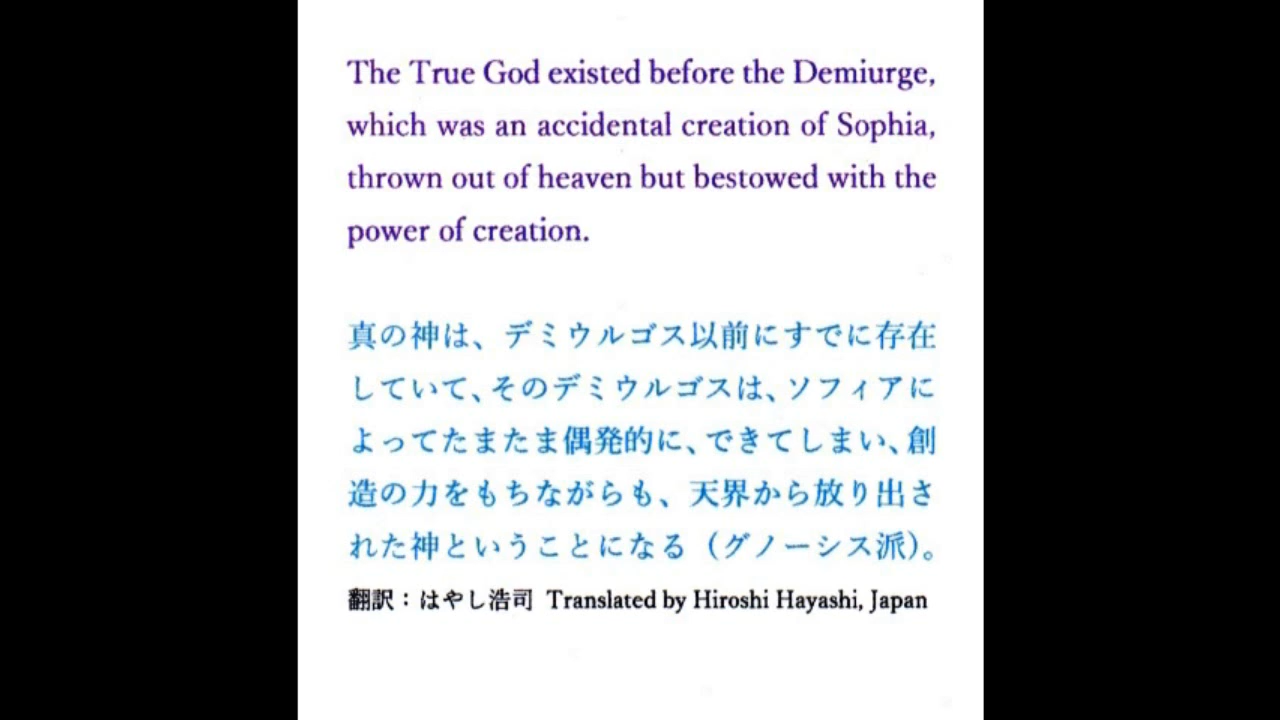 The True God existed before the Demiurge,
which was an accidental creation of Sophia,
thrown out of heaven but bestowed with the
power of creation.
真の神は、デミウルゴス以前にすでに存在
していて、そのデミウルゴスは、ソフィアに
よってたまたま偶発的に、できてしまい、創
造の力をもちながらも、天界から放り出さ
れた神ということになる（グノーシス派）。
翻訳：はやし浩司 Translated by Hiroshi Hayashi, Japan